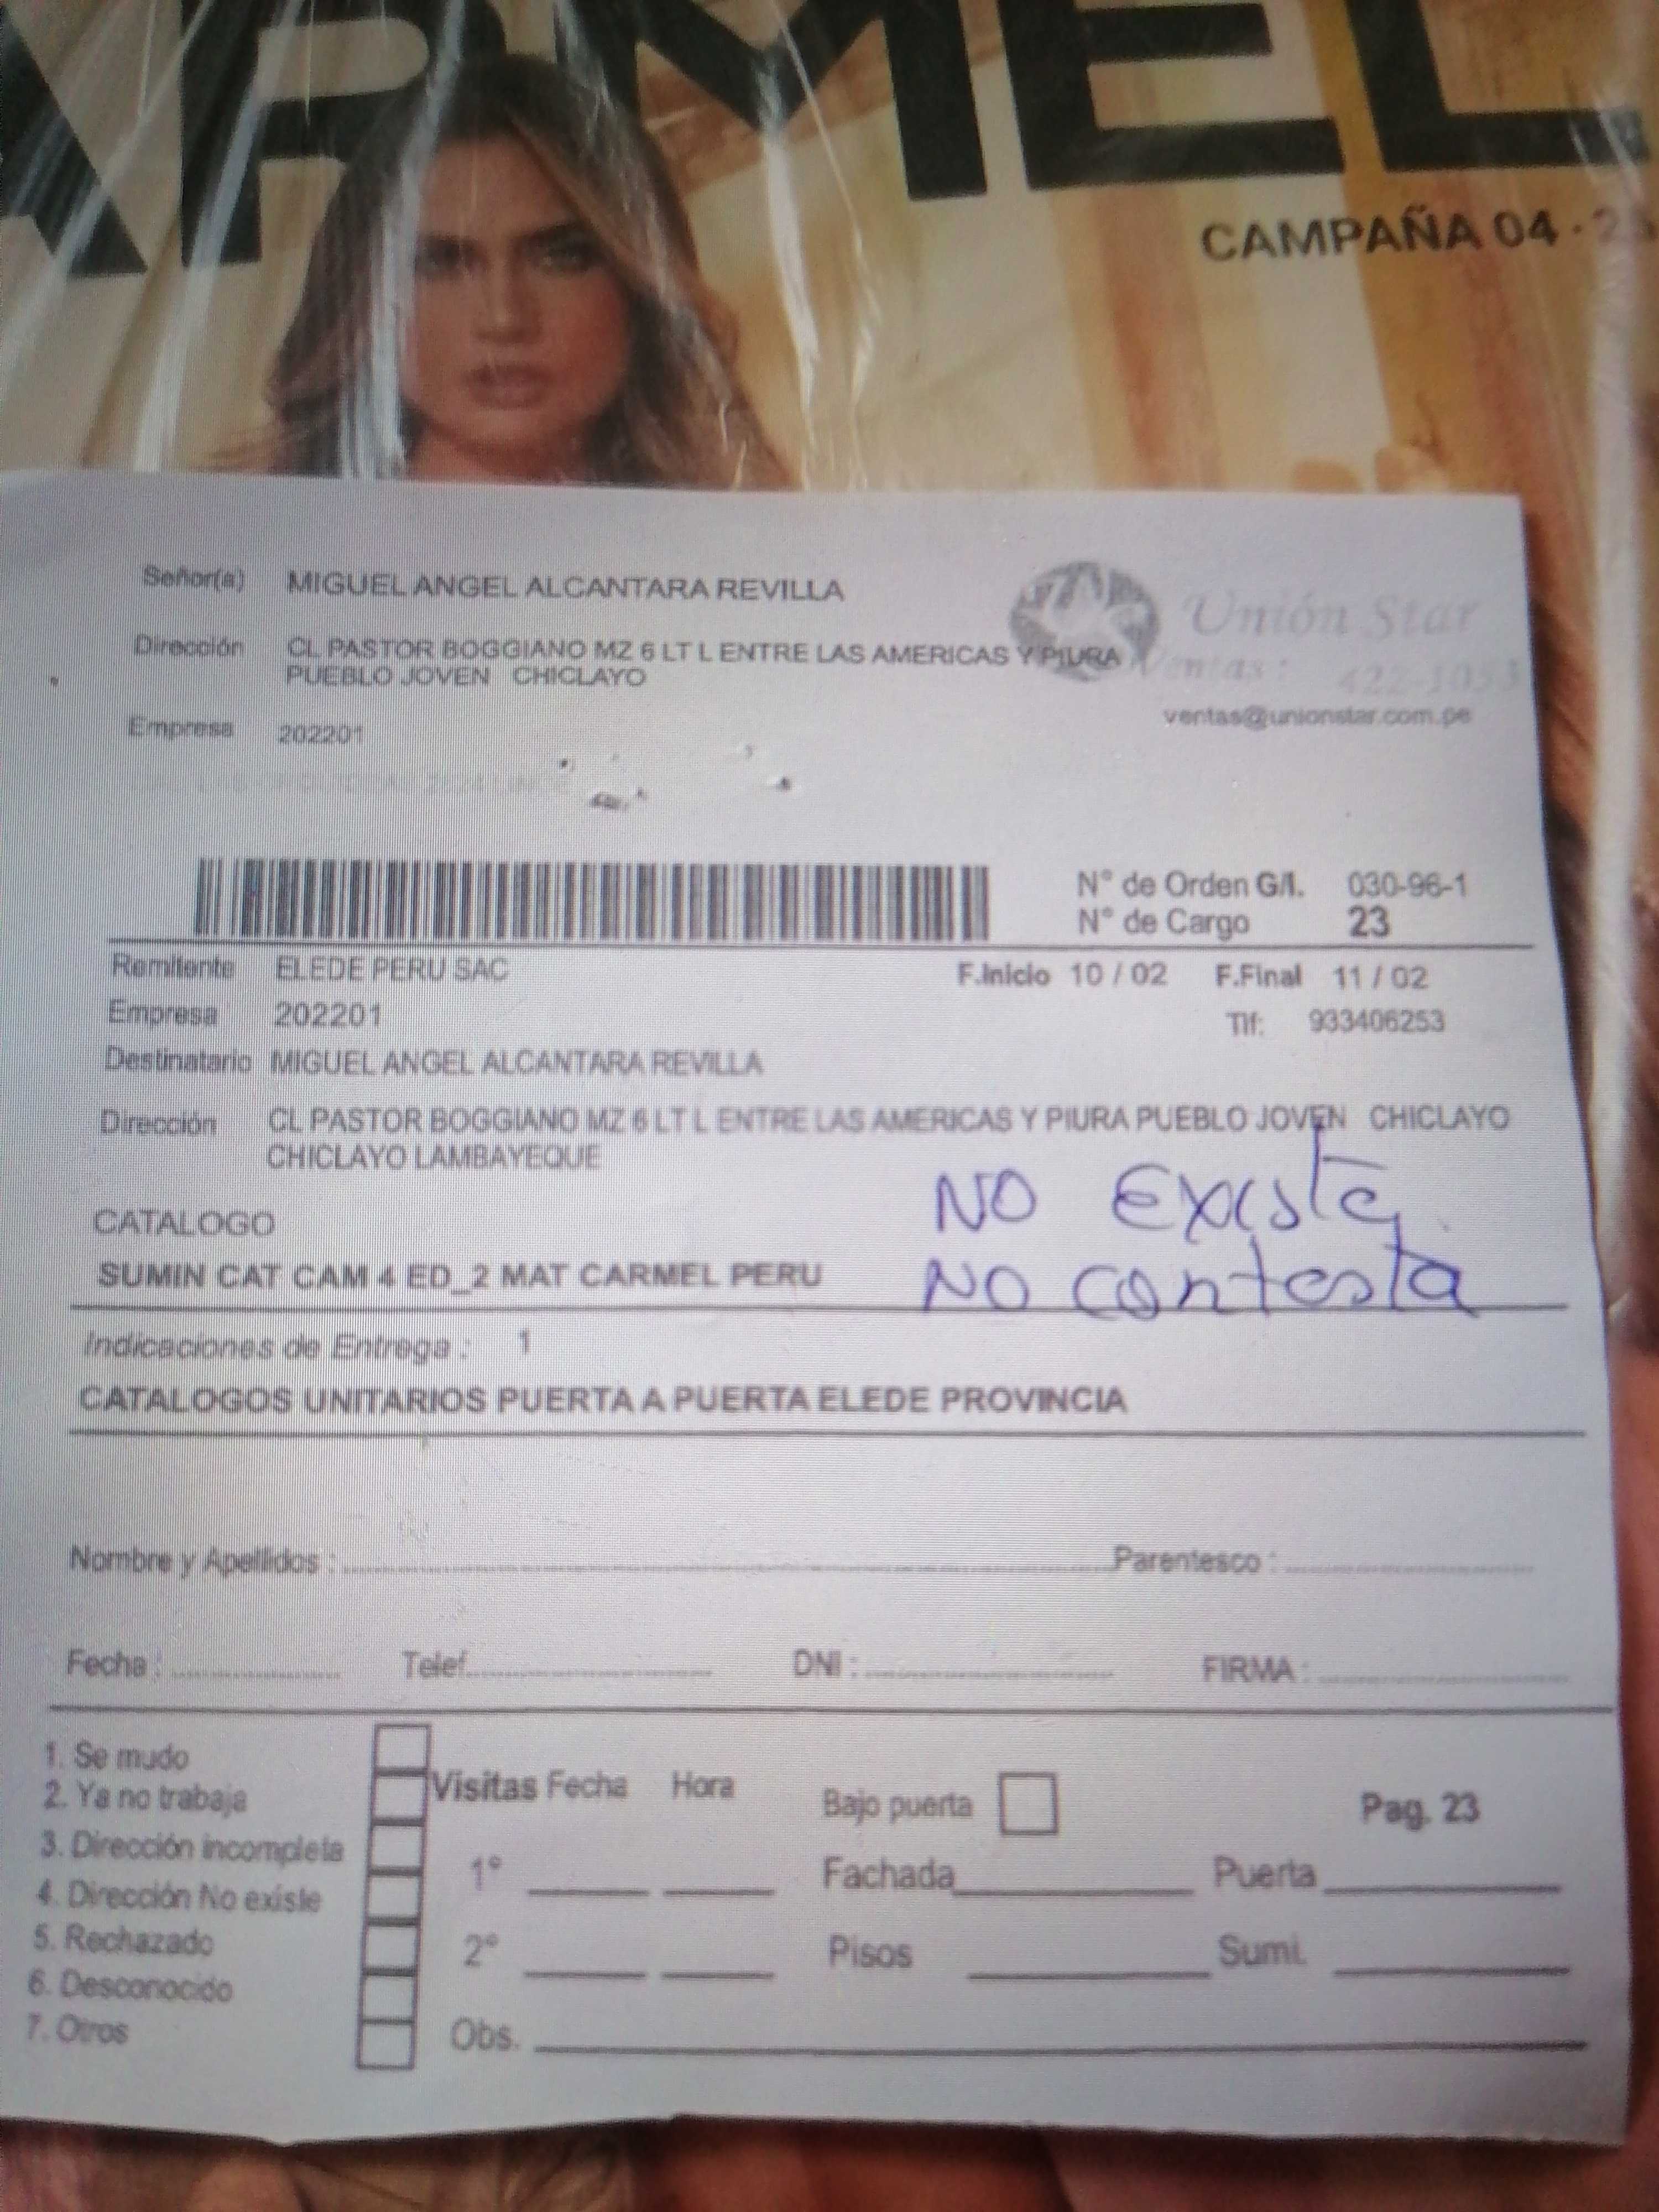 ARMEL
CAMPAÑA 04 ·
Señor(a) MIGUEL ANGEL ALCANTARA REVILLA
Unión Star
Dirección CL PASTOR BOGGIANO MZ 6 LT L ENTRE LAS AMERICAS Y PIURA
PUEBLO JOVEN CHICLAYO
Ventas: 422-1053
ventas@unionstar.com.pe
Empresa 202201
N° de Orden G/I. 030-96-1
N° de Cargo 23
Remitente ELEDE PERU SAC F.Inicio 10 / 02 F.Final 11 / 02
Empresa 202201 Tlf: 933406253
Destinatario MIGUEL ANGEL ALCANTARA REVILLA
Dirección CL PASTOR BOGGIANO MZ 6 LT L ENTRE LAS AMERICAS Y PIURA PUEBLO JOVEN CHICLAYO
CHICLAYO LAMBAYEQUE
NO Existe
CATALOGO
SUMIN CAT CAM 4 ED_2 MAT CARMEL PERU NO contesta
Indicaciones de Entrega : 1
CATALOGOS UNITARIOS PUERTA A PUERTA ELEDE PROVINCIA
Nombre y Apellidos : Parentesco :
Fecha : Telef. DNI : FIRMA :
1. Se mudo
2. Ya no trabaja
3. Dirección incompleta
4. Dirección No existe
5. Rechazado
6. Desconocido
7. Otros
Visitas Fecha Hora Bajo puerta Pag. 23
1° Fachada Puerta
2° Pisos Sumi.
Obs.